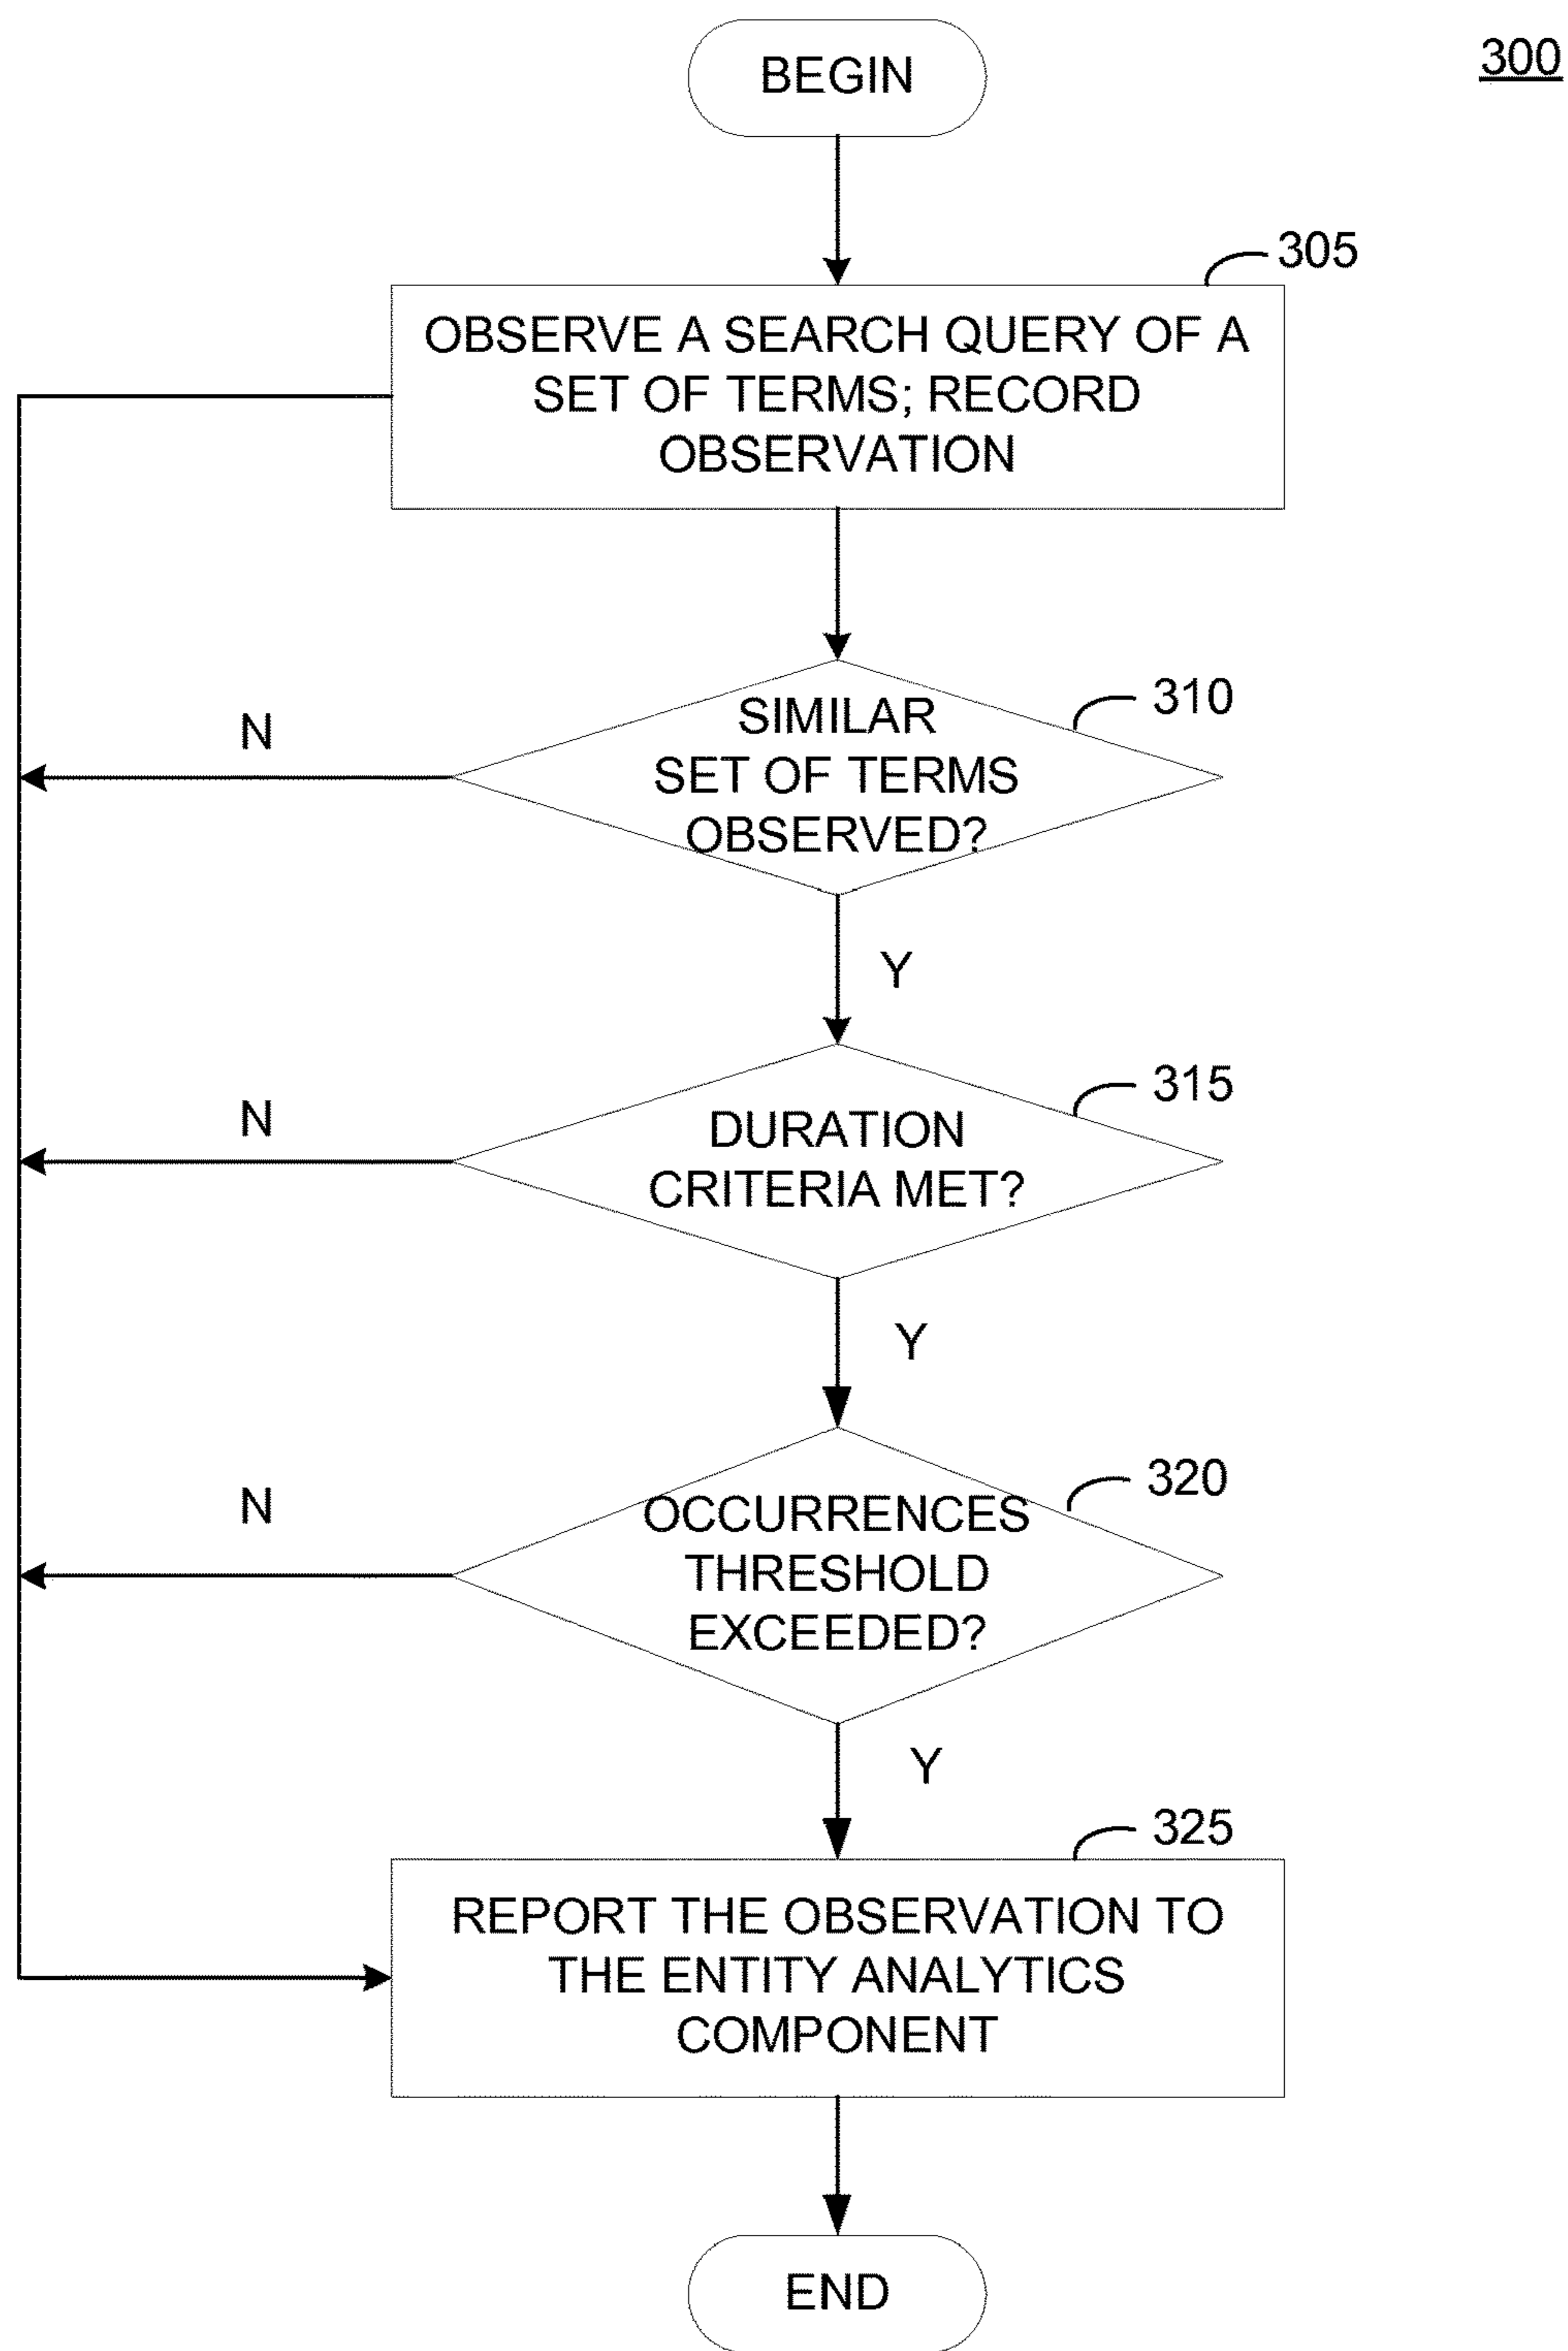 300
BEGIN
305
OBSERVE A SEARCH QUERY OF A
SET OF TERMS; RECORD
OBSERVATION
310
SIMILAR
SET OF TERMS
OBSERVED?
N
Y
315
DURATION
CRITERIA MET?
N
Y
320
OCCURRENCES
THRESHOLD
EXCEEDED?
N
Y
325
REPORT THE OBSERVATION TO
THE ENTITY ANALYTICS
COMPONENT
END